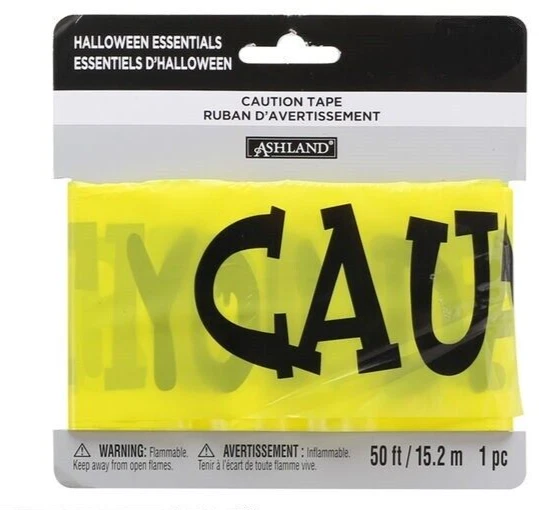 HALLOWEEN ESSENTIALS
ESSENTIELS D'HALLOWEEN
CAUTION TAPE
RUBAN D'AVERTISSEMENT
ASHLAND®
CAU
WARNING: Flammable.
Keep away from open flames.
AVERTISSEMENT : Inflammable.
Tenir à l'écart de toute flamme vive.
50 ft / 15.2 m 1 pc